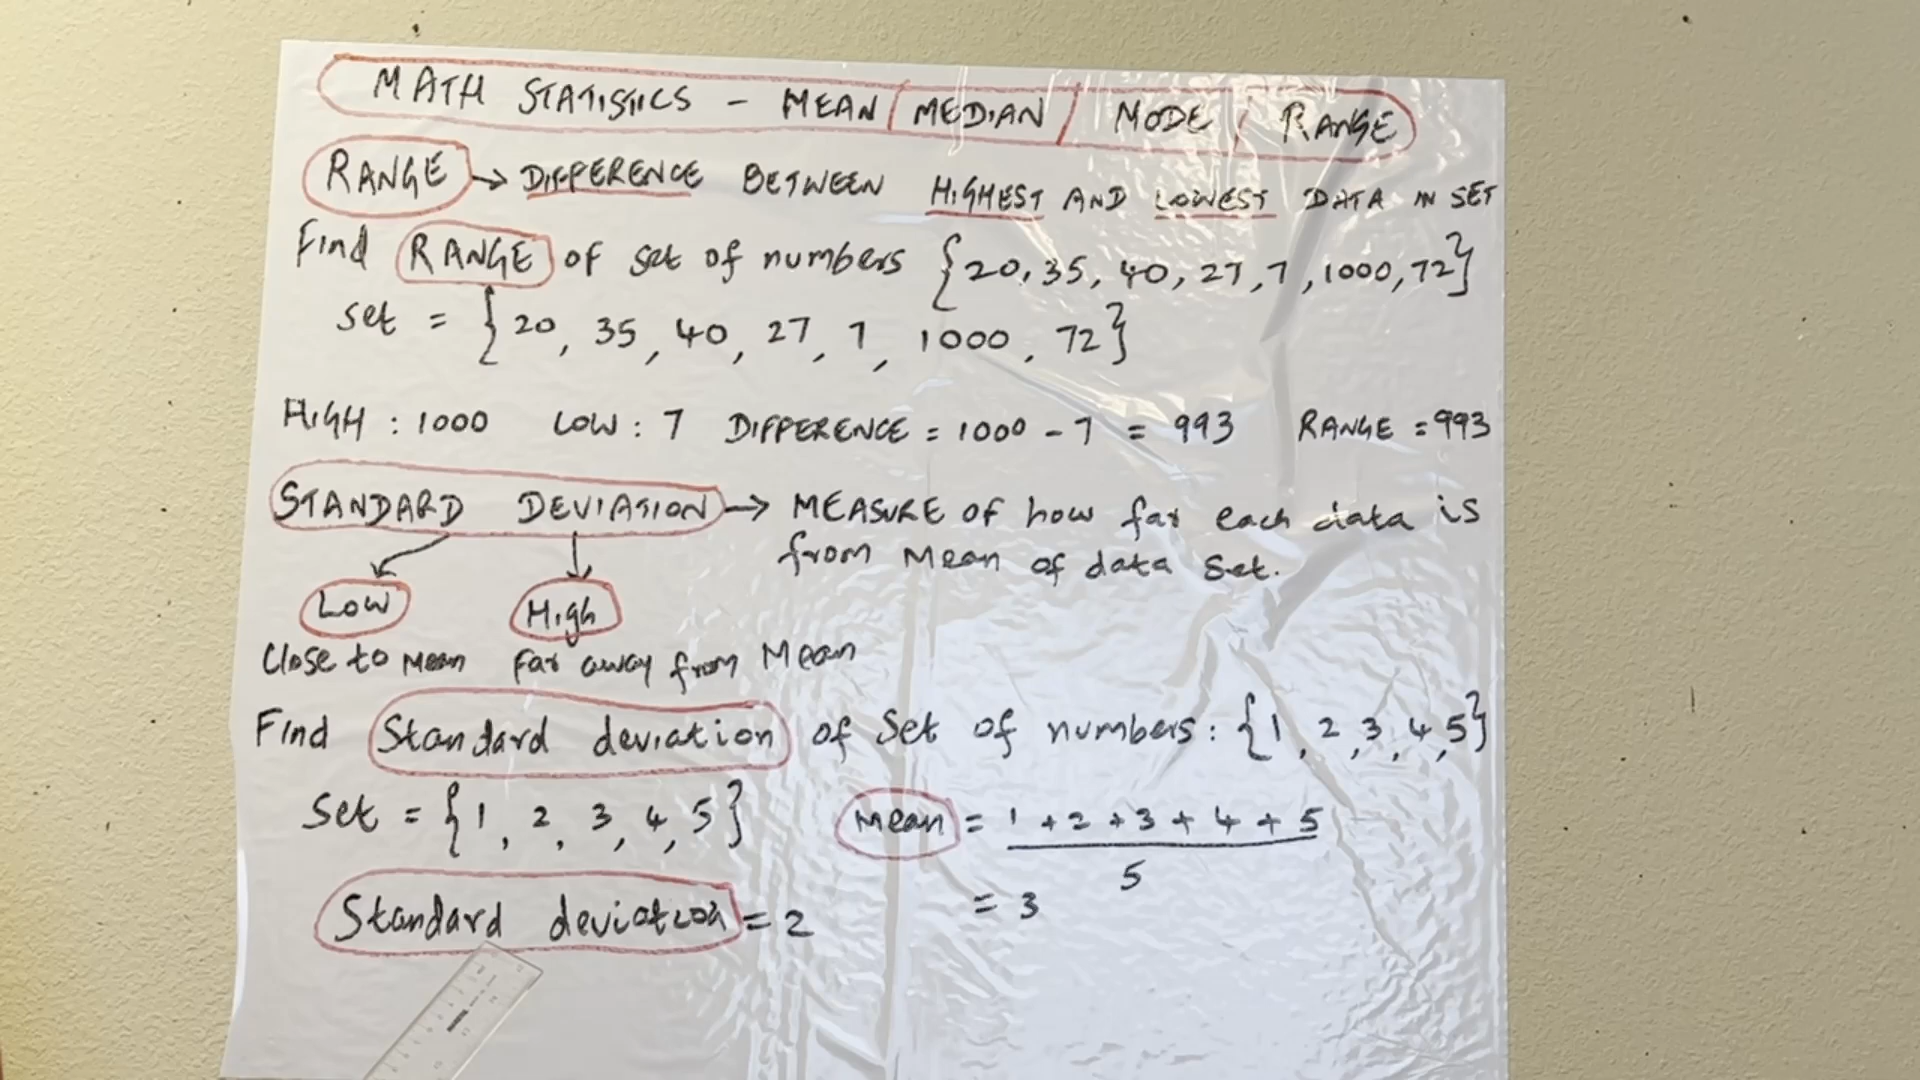 MATH STATISTICS - MEAN / MEDIAN / MODE / RANGE
RANGE → DIFFERENCE BETWEEN HIGHEST AND LOWEST DATA IN SET
Find RANGE of set of numbers {20, 35, 40, 27, 7, 1000, 72}
set = {20, 35, 40, 27, 7, 1000, 72}
HIGH : 1000 LOW : 7 DIFFERENCE = 1000 - 7 = 993 RANGE = 993
STANDARD DEVIATION → MEASURE of how far each data is
from Mean of data set.
Low High
Close to Mean Far away from Mean
Find Standard deviation of Set of numbers : {1, 2, 3, 4, 5}
Set = {1, 2, 3, 4, 5} Mean = 1 + 2 + 3 + 4 + 5
5
Standard deviation = 2 = 3